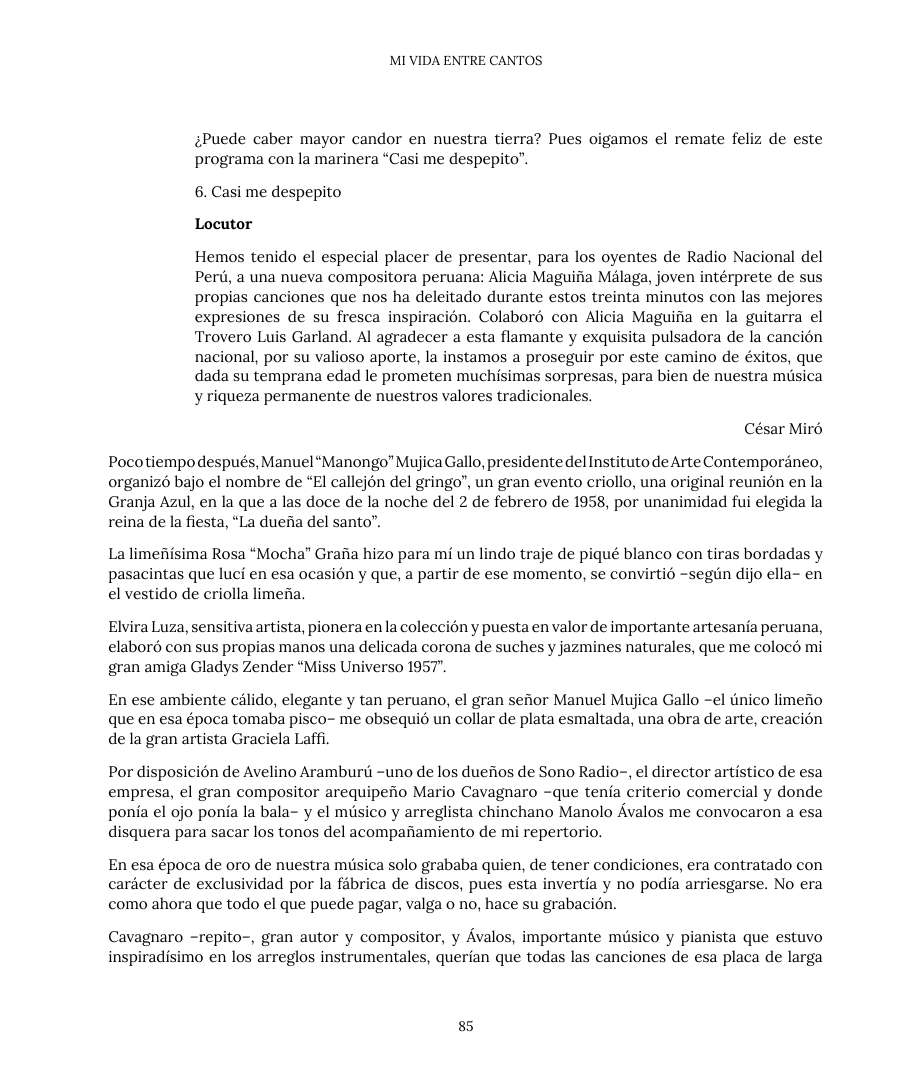 MI VIDA ENTRE CANTOS
¿Puede caber mayor candor en nuestra tierra? Pues oigamos el remate feliz de este
programa con la marinera “Casi me despepito”.
6. Casi me despepito
Locutor
Hemos tenido el especial placer de presentar, para los oyentes de Radio Nacional del
Perú, a una nueva compositora peruana: Alicia Maguiña Málaga, joven intérprete de sus
propias canciones que nos ha deleitado durante estos treinta minutos con las mejores
expresiones de su fresca inspiración. Colaboró con Alicia Maguiña en la guitarra el
Trovero Luis Garland. Al agradecer a esta flamante y exquisita pulsadora de la canción
nacional, por su valioso aporte, la instamos a proseguir por este camino de éxitos, que
dada su temprana edad le prometen muchísimas sorpresas, para bien de nuestra música
y riqueza permanente de nuestros valores tradicionales.
César Miró
Poco tiempo después, Manuel “Manongo” Mujica Gallo, presidente del Instituto de Arte Contemporáneo,
organizó bajo el nombre de “El callejón del gringo”, un gran evento criollo, una original reunión en la
Granja Azul, en la que a las doce de la noche del 2 de febrero de 1958, por unanimidad fui elegida la
reina de la fiesta, “La dueña del santo”.
La limeñísima Rosa “Mocha” Graña hizo para mí un lindo traje de piqué blanco con tiras bordadas y
pasacintas que lucí en esa ocasión y que, a partir de ese momento, se convirtió –según dijo ella– en
el vestido de criolla limeña.
Elvira Luza, sensitiva artista, pionera en la colección y puesta en valor de importante artesanía peruana,
elaboró con sus propias manos una delicada corona de suches y jazmines naturales, que me colocó mi
gran amiga Gladys Zender “Miss Universo 1957”.
En ese ambiente cálido, elegante y tan peruano, el gran señor Manuel Mujica Gallo –el único limeño
que en esa época tomaba pisco– me obsequió un collar de plata esmaltada, una obra de arte, creación
de la gran artista Graciela Laffi.
Por disposición de Avelino Aramburú –uno de los dueños de Sono Radio–, el director artístico de esa
empresa, el gran compositor arequipeño Mario Cavagnaro –que tenía criterio comercial y donde
ponía el ojo ponía la bala– y el músico y arreglista chinchano Manolo Ávalos me convocaron a esa
disquera para sacar los tonos del acompañamiento de mi repertorio.
En esa época de oro de nuestra música solo grababa quien, de tener condiciones, era contratado con
carácter de exclusividad por la fábrica de discos, pues esta invertía y no podía arriesgarse. No era
como ahora que todo el que puede pagar, valga o no, hace su grabación.
Cavagnaro –repito–, gran autor y compositor, y Ávalos, importante músico y pianista que estuvo
inspiradísimo en los arreglos instrumentales, querían que todas las canciones de esa placa de larga
85